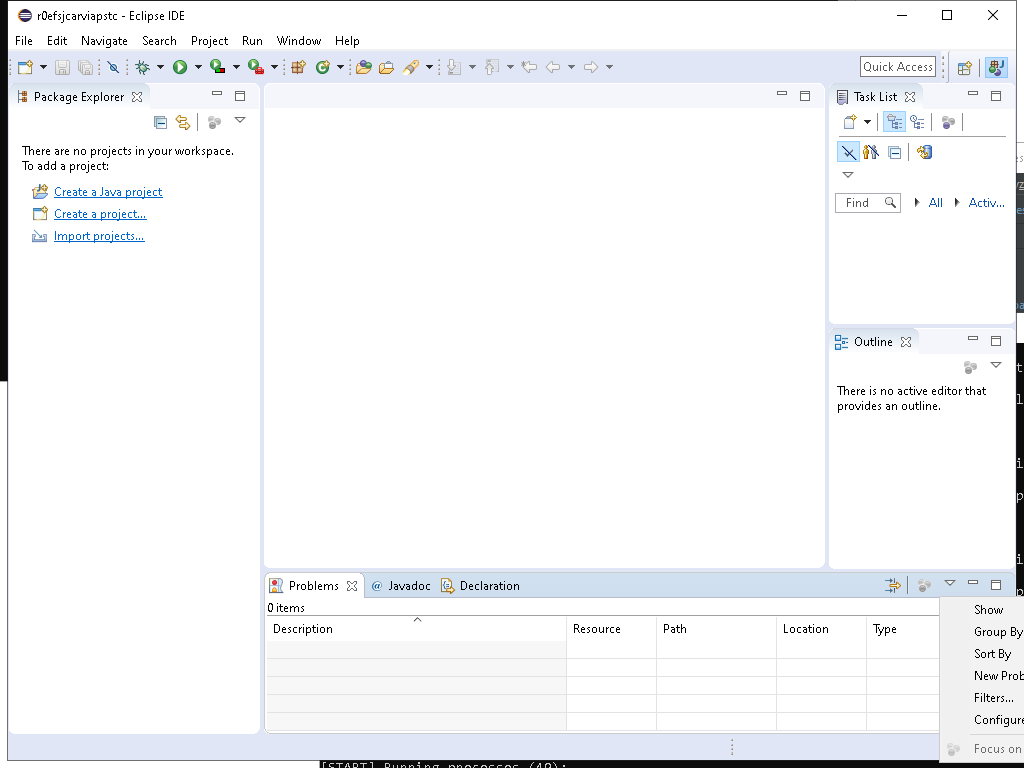 r0efsjcarviapstc - Eclipse IDE
File Edit Navigate Search Project Run Window Help
Quick Access
Package Explorer
There are no projects in your workspace.
To add a project:
Create a Java project
Create a project...
Import projects...
Task List
Find All Activ...
Outline
There is no active editor that
provides an outline.
Problems @ Javadoc Declaration
0 items
Description Resource Path Location Type
Show
Group By
Sort By
New Prob
Filters...
Configure
Focus on
[START] Running processes (40):